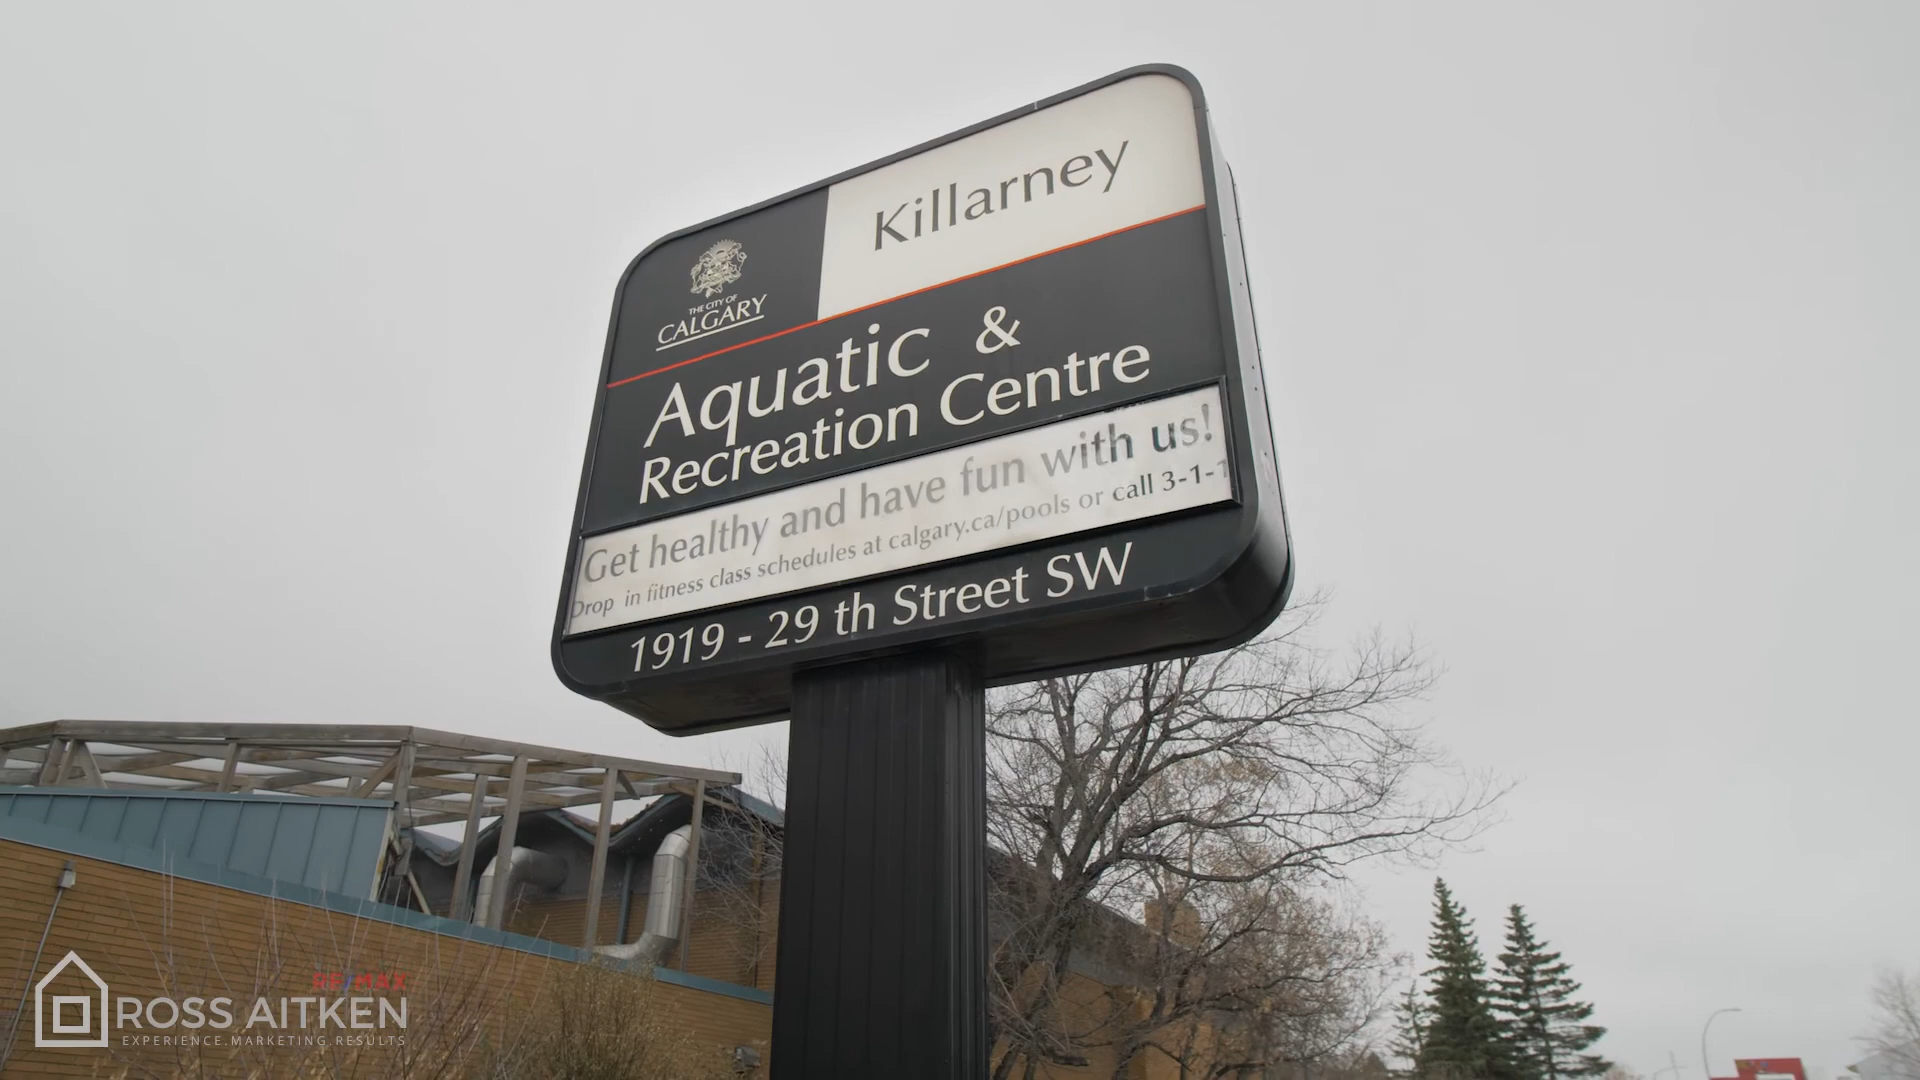 Killarney
THE CITY OF
CALGARY
Aquatic &
Recreation Centre
Get healthy and have fun with us!
Drop in fitness class schedules at calgary.ca/pools or call 3-1-1
1919 - 29 th Street SW
RE/MAX
ROSS AITKEN
EXPERIENCE.MARKETING.RESULTS